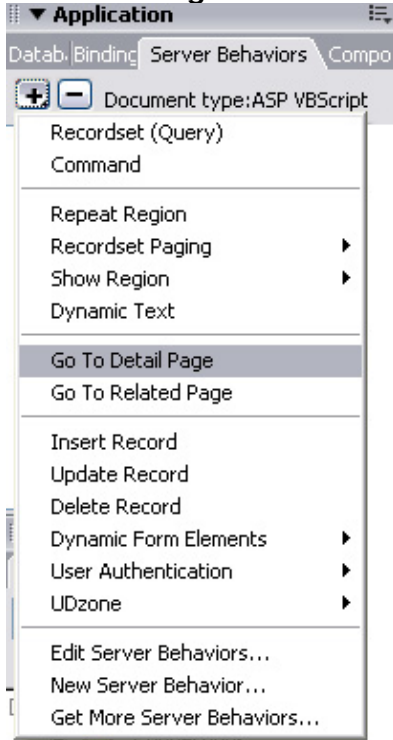 Application
Datab Binding Server Behaviors Compo
Document type:ASP VBScript
Recordset (Query)
Command
Repeat Region
Recordset Paging
Show Region
Dynamic Text
Go To Detail Page
Go To Related Page
Insert Record
Update Record
Delete Record
Dynamic Form Elements
User Authentication
UDzone
Edit Server Behaviors...
New Server Behavior...
Get More Server Behaviors...